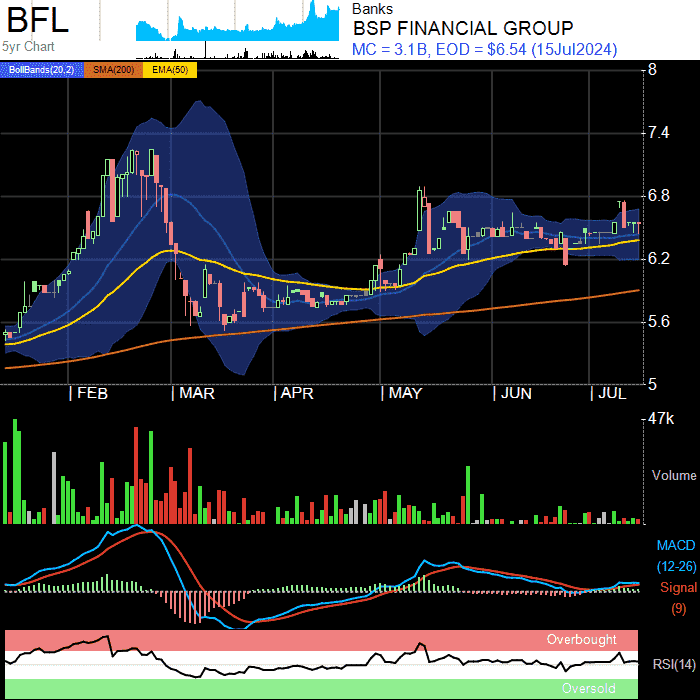 BFL
5yr Chart
Banks
BSP FINANCIAL GROUP
MC = 3.1B, EOD = $6.54 (15Jul2024)
BollBands(20,2) SMA(200) EMA(50)
8
7.4
6.8
6.2
5.6
5
FEB MAR APR MAY JUN JUL
47k
Volume
MACD
(12-26)
Signal
(9)
Overbought
RSI(14)
Oversold